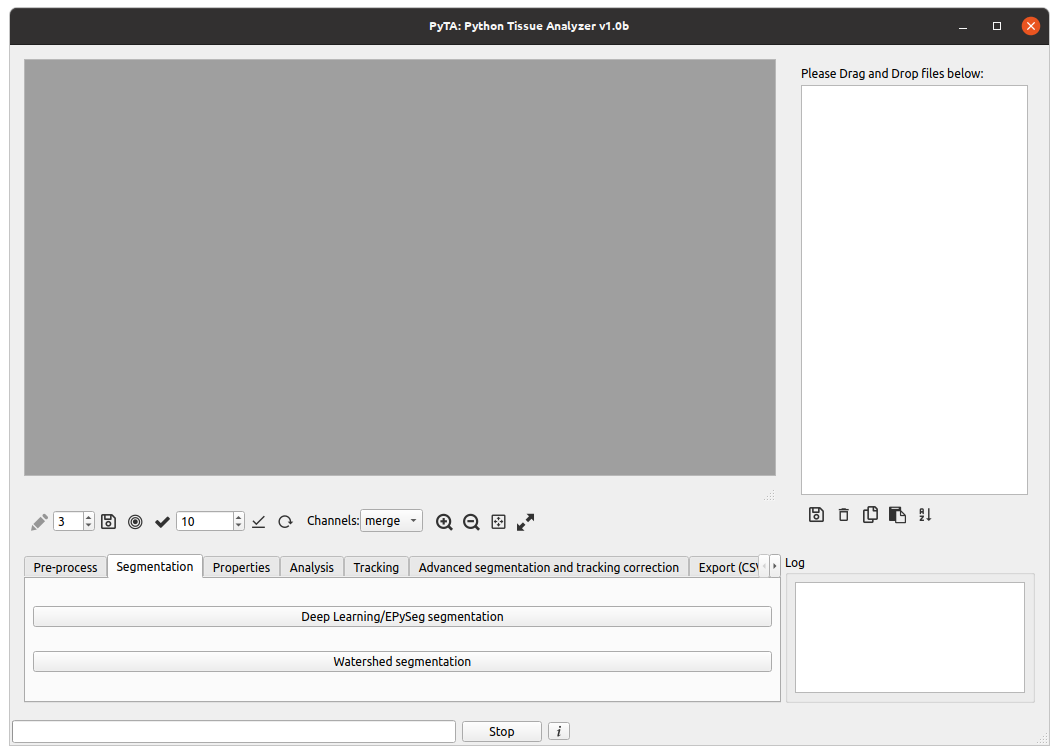 PyTA: Python Tissue Analyzer v1.0b
Please Drag and Drop files below:
3
10
Channels: merge
Pre-process Segmentation Properties Analysis Tracking Advanced segmentation and tracking correction Export (CSV
Log
Deep Learning/EPySeg segmentation
Watershed segmentation
Stop i